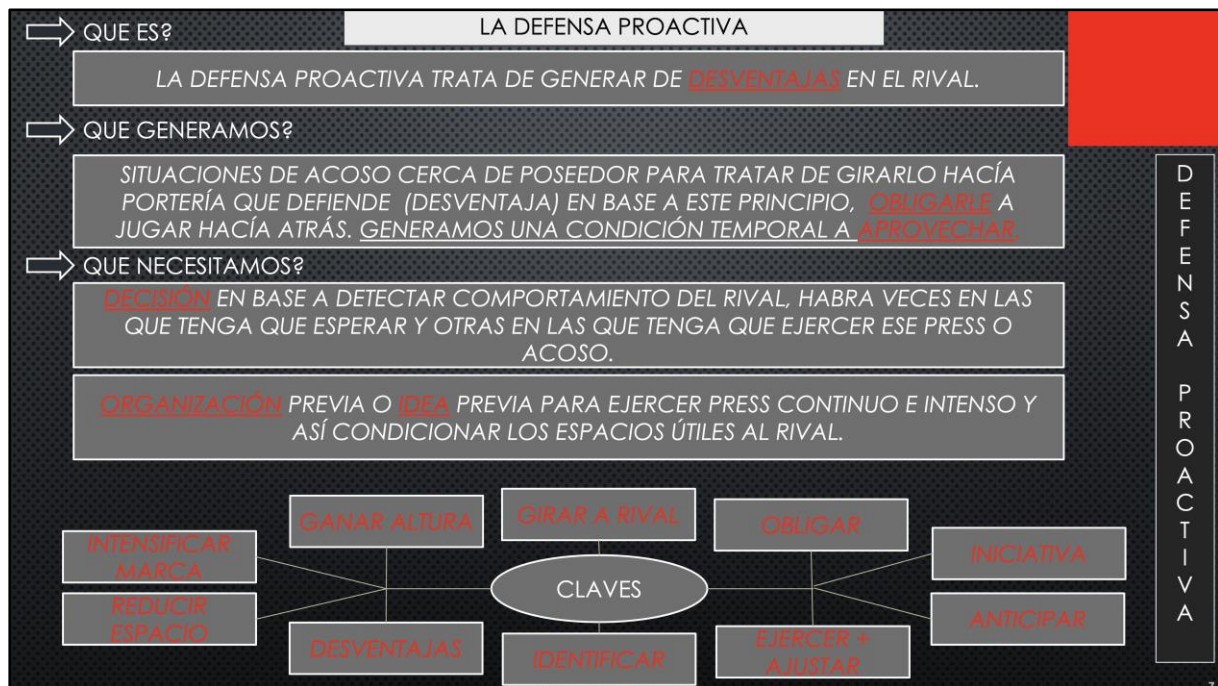 LA DEFENSA PROACTIVA
QUE ES?
LA DEFENSA PROACTIVA TRATA DE GENERAR DE DESVENTAJAS EN EL RIVAL.
QUE GENERAMOS?
SITUACIONES DE ACOSO CERCA DE POSEEDOR PARA TRATAR DE GIRARLO HACÍA
PORTERÍA QUE DEFIENDE (DESVENTAJA) EN BASE A ESTE PRINCIPIO, OBLIGARLE A
JUGAR HACÍA ATRÁS. GENERAMOS UNA CONDICIÓN TEMPORAL A APROVECHAR.
QUE NECESITAMOS?
DECISIÓN EN BASE A DETECTAR COMPORTAMIENTO DEL RIVAL, HABRA VECES EN LAS
QUE TENGA QUE ESPERAR Y OTRAS EN LAS QUE TENGA QUE EJERCER ESE PRESS O
ACOSO.
ORGANIZACIÓN PREVIA O IDEA PREVIA PARA EJERCER PRESS CONTINUO E INTENSO Y
ASÍ CONDICIONAR LOS ESPACIOS ÚTILES AL RIVAL.
GANAR ALTURA
GIRAR A RIVAL
OBLIGAR
INTENSIFICAR
MARCA
INICIATIVA
CLAVES
REDUCIR
ESPACIO
ANTICIPAR
DESVENTAJAS
IDENTIFICAR
EJERCER +
AJUSTAR
DEFENSA PROACTIVA
7